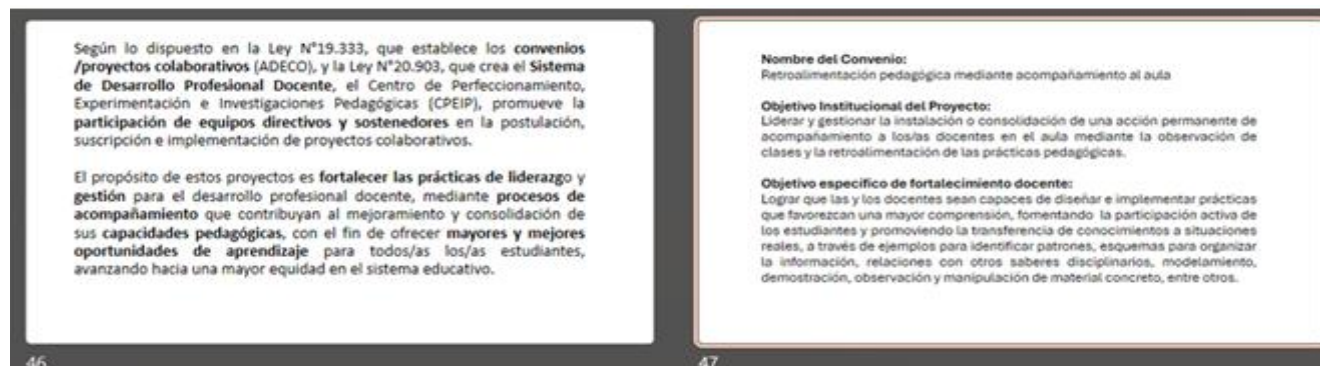 Según lo dispuesto en la Ley N°19.333, que establece los convenios
/proyectos colaborativos (ADECO), y la Ley N°20.903, que crea el Sistema
de Desarrollo Profesional Docente, el Centro de Perfeccionamiento,
Experimentación e Investigaciones Pedagógicas (CPEIP), promueve la
participación de equipos directivos y sostenedores en la postulación,
suscripción e implementación de proyectos colaborativos.
El propósito de estos proyectos es fortalecer las prácticas de liderazgo y
gestión para el desarrollo profesional docente, mediante procesos de
acompañamiento que contribuyan al mejoramiento y consolidación de
sus capacidades pedagógicas, con el fin de ofrecer mayores y mejores
oportunidades de aprendizaje para todos/as los/as estudiantes,
avanzando hacia una mayor equidad en el sistema educativo.
46
Nombre del Convenio:
Retroalimentación pedagógica mediante acompañamiento al aula
Objetivo Institucional del Proyecto:
Liderar y gestionar la instalación o consolidación de una acción permanente de
acompañamiento a los/as docentes en el aula mediante la observación de
clases y la retroalimentación de las prácticas pedagógicas.
Objetivo específico de fortalecimiento docente:
Lograr que las y los docentes sean capaces de diseñar e implementar prácticas
que favorezcan una mayor comprensión, fomentando la participación activa de
los estudiantes y promoviendo la transferencia de conocimientos a situaciones
reales, a través de ejemplos para identificar patrones, esquemas para organizar
la información, relaciones con otros saberes disciplinarios, modelamiento,
demostración, observación y manipulación de material concreto, entre otros.
47